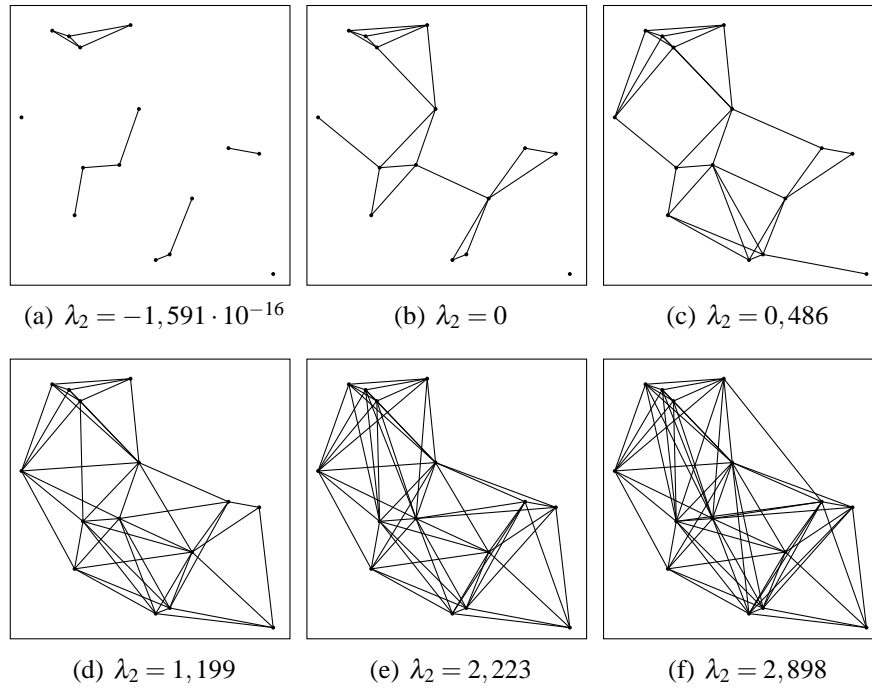 (a) λ₂ = −1,591 · 10⁻¹⁶
(b) λ₂ = 0
(c) λ₂ = 0,486
(d) λ₂ = 1,199
(e) λ₂ = 2,223
(f) λ₂ = 2,898